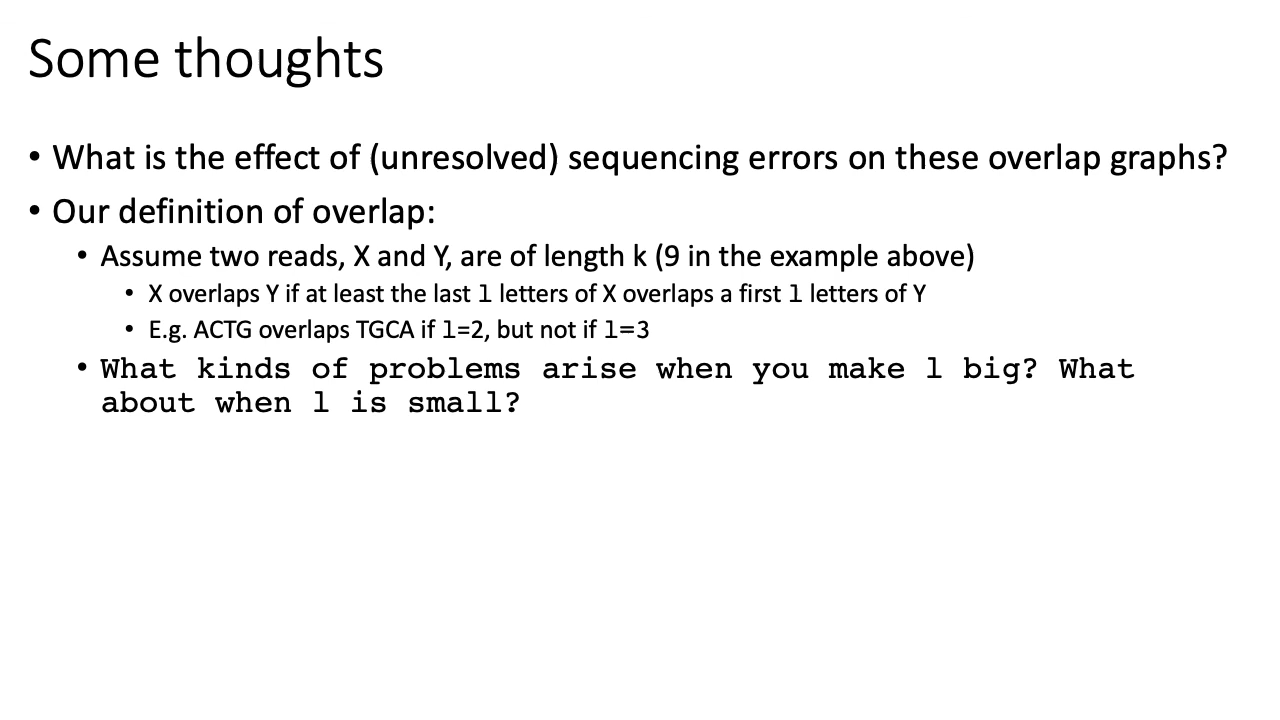 Some thoughts
• What is the effect of (unresolved) sequencing errors on these overlap graphs?
• Our definition of overlap:
• Assume two reads, X and Y, are of length k (9 in the example above)
• X overlaps Y if at least the last l letters of X overlaps a first l letters of Y
• E.g. ACTG overlaps TGCA if l=2, but not if l=3
• What kinds of problems arise when you make l big? What
about when l is small?